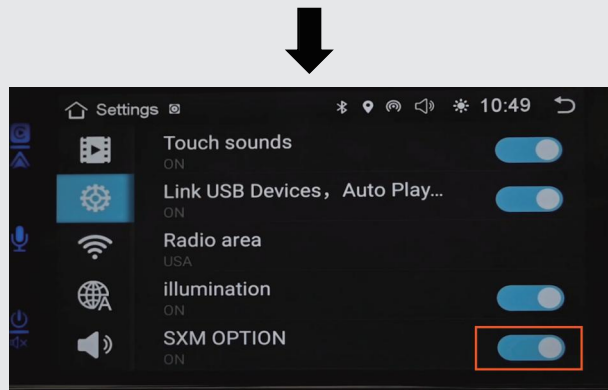 Settings 10:49
Touch sounds
ON
Link USB Devices，Auto Play...
ON
Radio area
USA
illumination
ON
SXM OPTION
ON